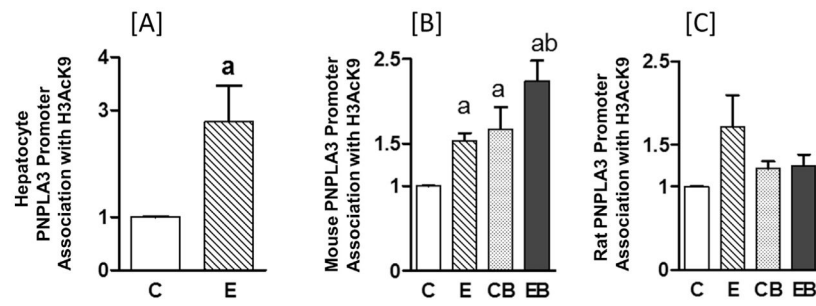 [A]
[B]
[C]
Hepatocyte
PNPLA3 Promoter
Association with H3AcK9
4
3
1
0
a
C E
Mouse PNPLA3 Promoter
Association with H3AcK9
2.5
1.5
1
0
a
a
ab
C E CB EB
Rat PNPLA3 Promoter
Association with H3AcK9
2.5
1.5
1
0
C E CB EB